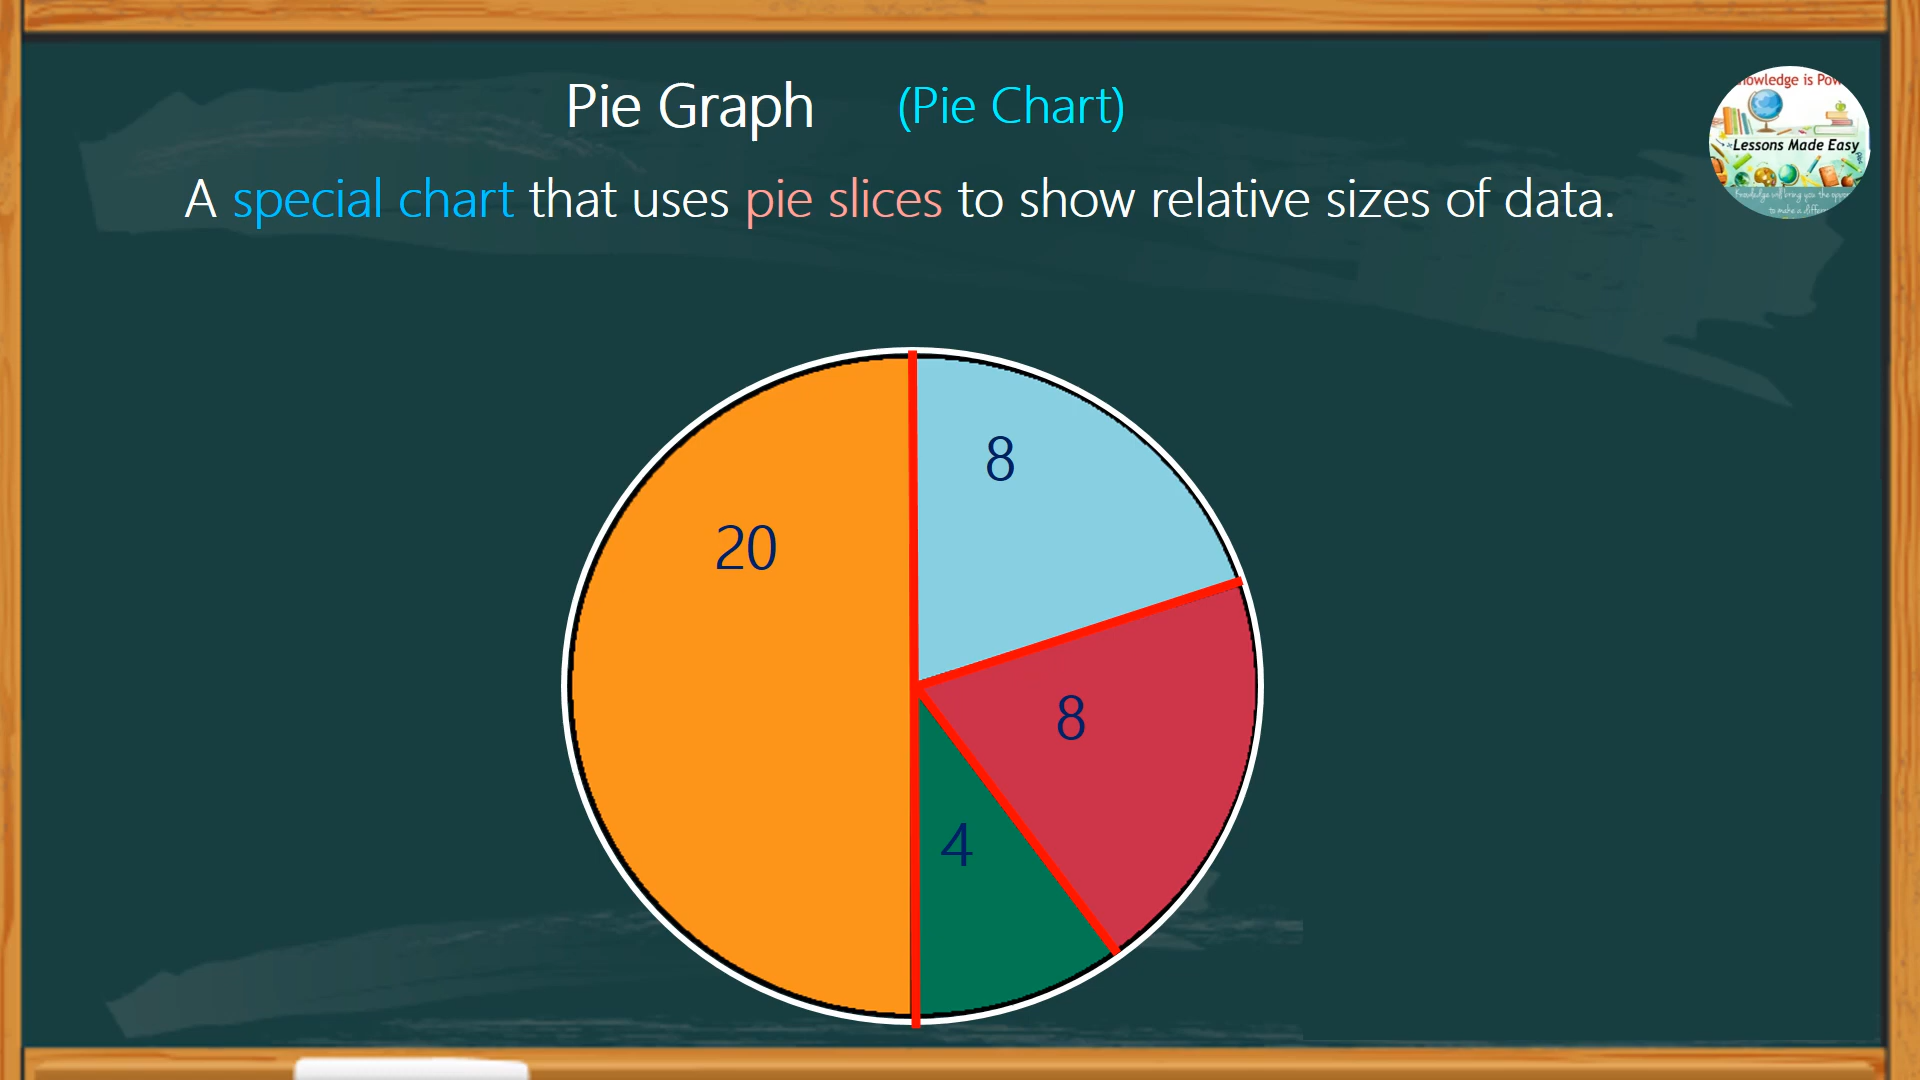 Pie Graph (Pie Chart)
Lessons Made Easy
A special chart that uses pie slices to show relative sizes of data.
8
20
8
4